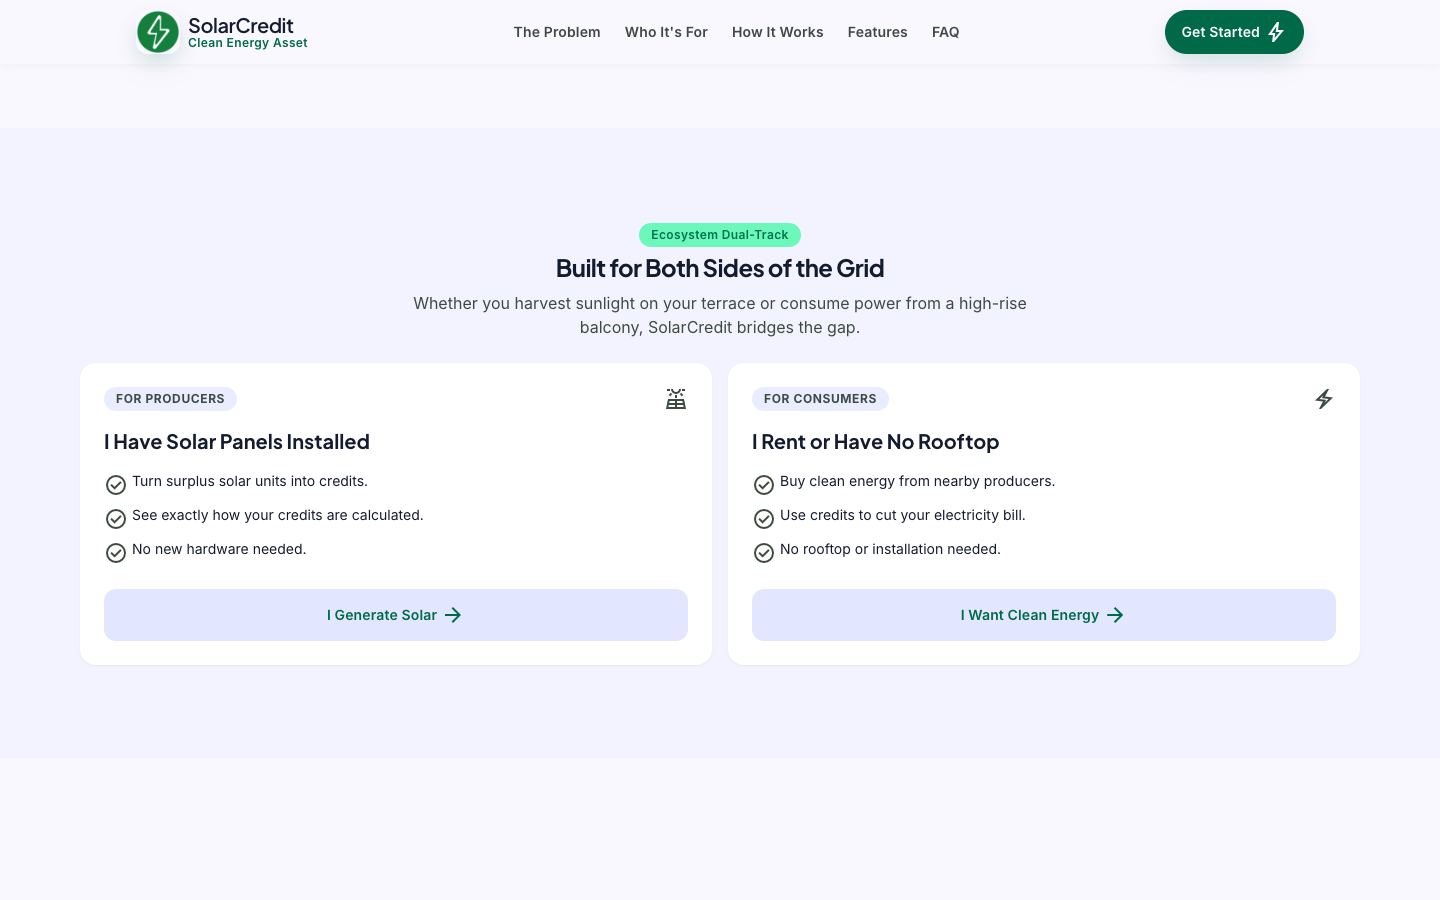 SolarCredit
Clean Energy Asset
The Problem
Who It's For
How It Works
Features
FAQ
Get Started
Ecosystem Dual-Track
Built for Both Sides of the Grid
Whether you harvest sunlight on your terrace or consume power from a high-rise
balcony, SolarCredit bridges the gap.
FOR PRODUCERS
I Have Solar Panels Installed
Turn surplus solar units into credits.
See exactly how your credits are calculated.
No new hardware needed.
I Generate Solar
FOR CONSUMERS
I Rent or Have No Rooftop
Buy clean energy from nearby producers.
Use credits to cut your electricity bill.
No rooftop or installation needed.
I Want Clean Energy